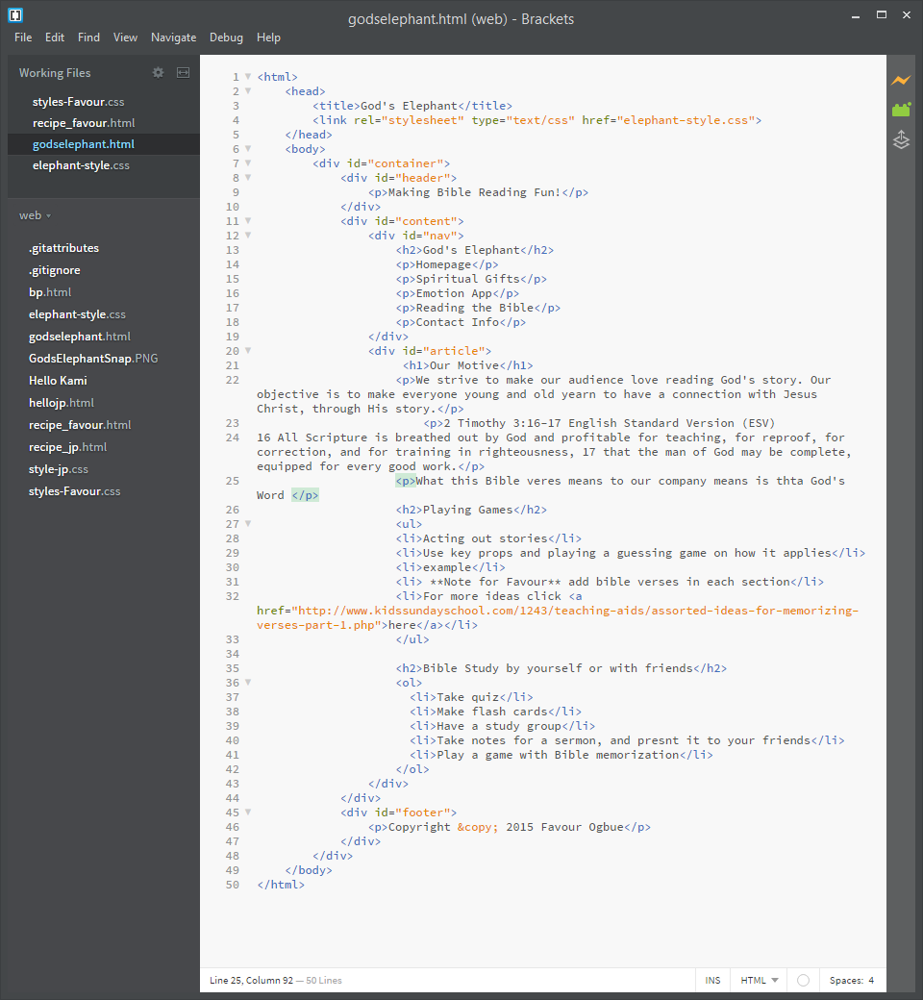 godselephant.html (web) - Brackets
File Edit Find View Navigate Debug Help
Working Files
styles-Favour.css
recipe_favour.html
godselephant.html
elephant-style.css
web
.gitattributes
.gitignore
bp.html
elephant-style.css
godselephant.html
GodsElephantSnap.PNG
Hello Kami
hellojp.html
recipe_favour.html
recipe_jp.html
style-jp.css
styles-Favour.css
1 <html>
2 <head>
3 <title>God's Elephant</title>
4 <link rel="stylesheet" type="text/css" href="elephant-style.css">
5 </head>
6 <body>
7 <div id="container">
8 <div id="header">
9 <p>Making Bible Reading Fun!</p>
10 </div>
11 <div id="content">
12 <div id="nav">
13 <h2>God's Elephant</h2>
14 <p>Homepage</p>
15 <p>Spiritual Gifts</p>
16 <p>Emotion App</p>
17 <p>Reading the Bible</p>
18 <p>Contact Info</p>
19 </div>
20 <div id="article">
21 <h1>Our Motive</h1>
22 <p>We strive to make our audience love reading God's story. Our
objective is to make everyone young and old yearn to have a connection with Jesus
Christ, through His story.</p>
23 <p>2 Timothy 3:16-17 English Standard Version (ESV)
24 16 All Scripture is breathed out by God and profitable for teaching, for reproof, for
correction, and for training in righteousness, 17 that the man of God may be complete,
equipped for every good work.</p>
25 <p>What this Bible veres means to our company means is thta God's
Word </p>
26 <h2>Playing Games</h2>
27 <ul>
28 <li>Acting out stories</li>
29 <li>Use key props and playing a guessing game on how it applies</li>
30 <li>example</li>
31 <li> **Note for Favour** add bible verses in each section</li>
32 <li>For more ideas click <a
href="http://www.kidssundayschool.com/1243/teaching-aids/assorted-ideas-for-memorizing-
verses-part-1.php">here</a></li>
33 </ul>
34
35 <h2>Bible Study by yourself or with friends</h2>
36 <ol>
37 <li>Take quiz</li>
38 <li>Make flash cards</li>
39 <li>Have a study group</li>
40 <li>Take notes for a sermon, and presnt it to your friends</li>
41 <li>Play a game with Bible memorization</li>
42 </ol>
43 </div>
44 </div>
45 <div id="footer">
46 <p>Copyright &copy; 2015 Favour Ogbue</p>
47 </div>
48 </div>
49 </body>
50 </html>
Line 25, Column 92 — 50 Lines INS HTML Spaces: 4